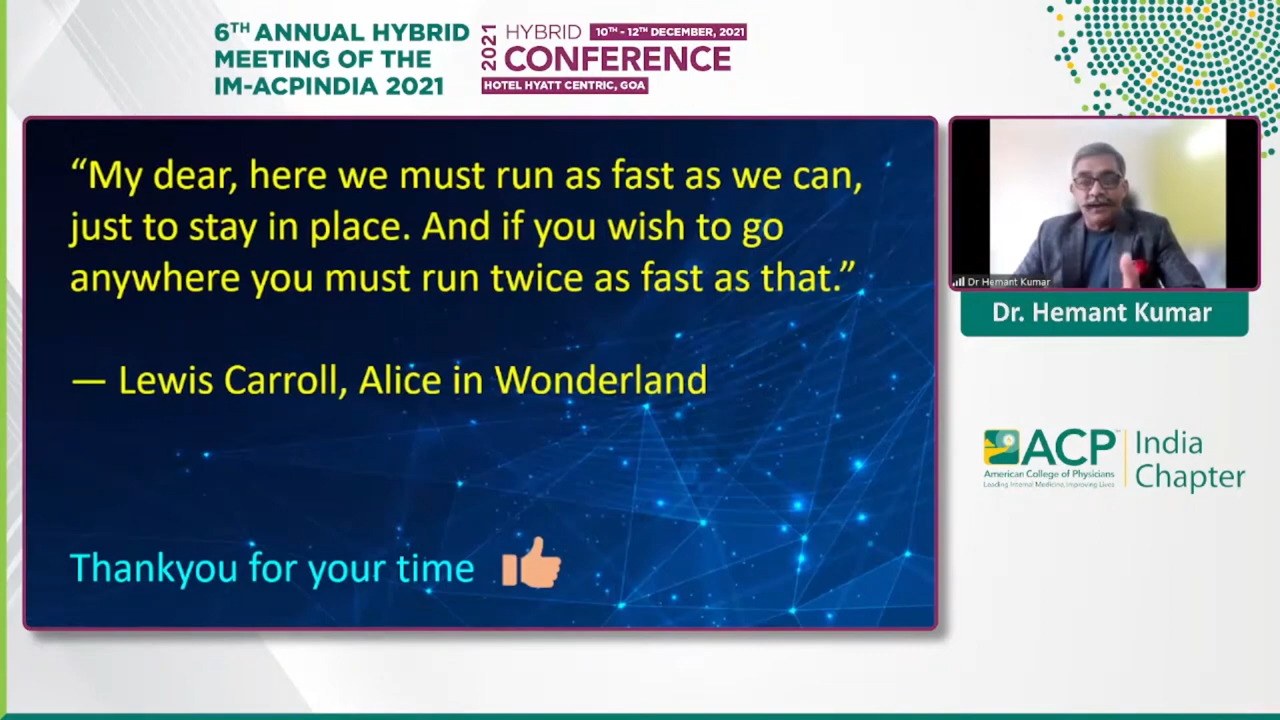 6TH ANNUAL HYBRID
MEETING OF THE
IM-ACPINDIA 2021
2021
HYBRID
10TH - 12TH DECEMBER, 2021
CONFERENCE
HOTEL HYATT CENTRIC, GOA
“My dear, here we must run as fast as we can,
just to stay in place. And if you wish to go
anywhere you must run twice as fast as that.”
— Lewis Carroll, Alice in Wonderland
Thankyou for your time
Dr Hemant Kumar
Dr. Hemant Kumar
ACP
American College of Physicians
Leading Internal Medicine, Improving Lives
India
Chapter